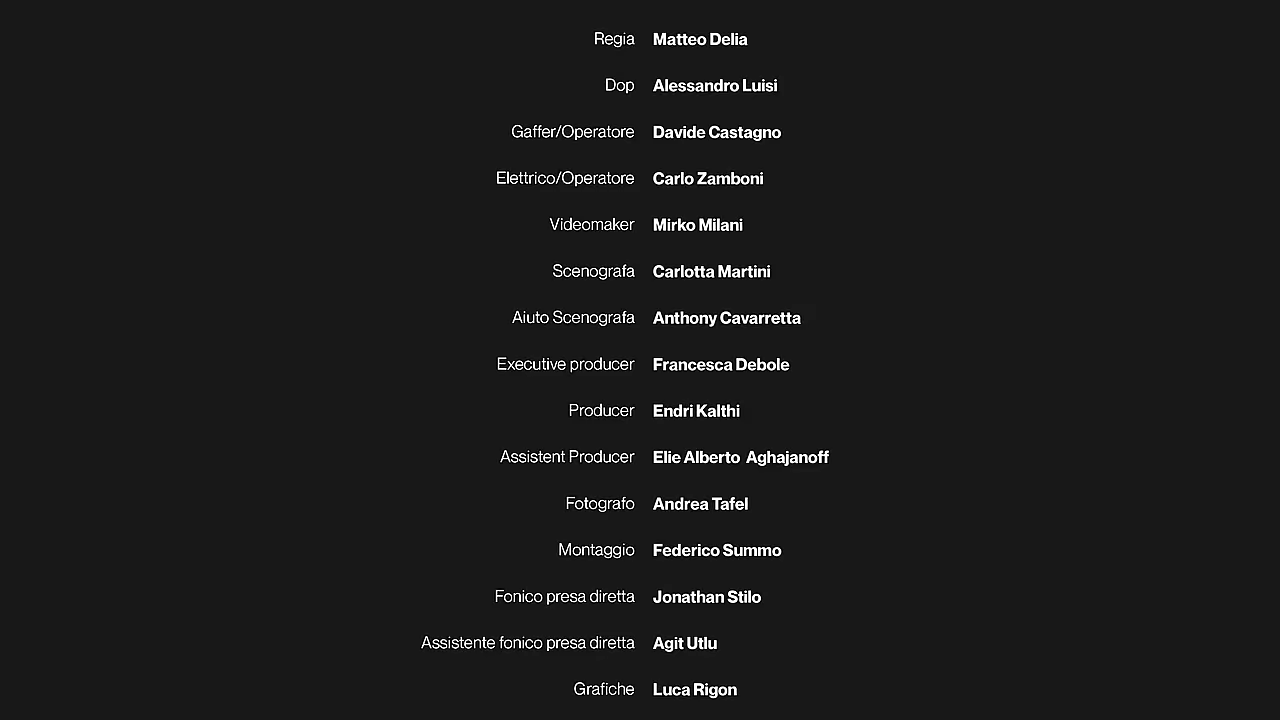 Regia Matteo Delia
Dop Alessandro Luisi
Gaffer/Operatore Davide Castagno
Elettrico/Operatore Carlo Zamboni
Videomaker Mirko Milani
Scenografa Carlotta Martini
Aiuto Scenografa Anthony Cavarretta
Executive producer Francesca Debole
Producer Endri Kalthi
Assistent Producer Elie Alberto Aghajanoff
Fotografo Andrea Tafel
Montaggio Federico Summo
Fonico presa diretta Jonathan Stilo
Assistente fonico presa diretta Agit Utlu
Grafiche Luca Rigon